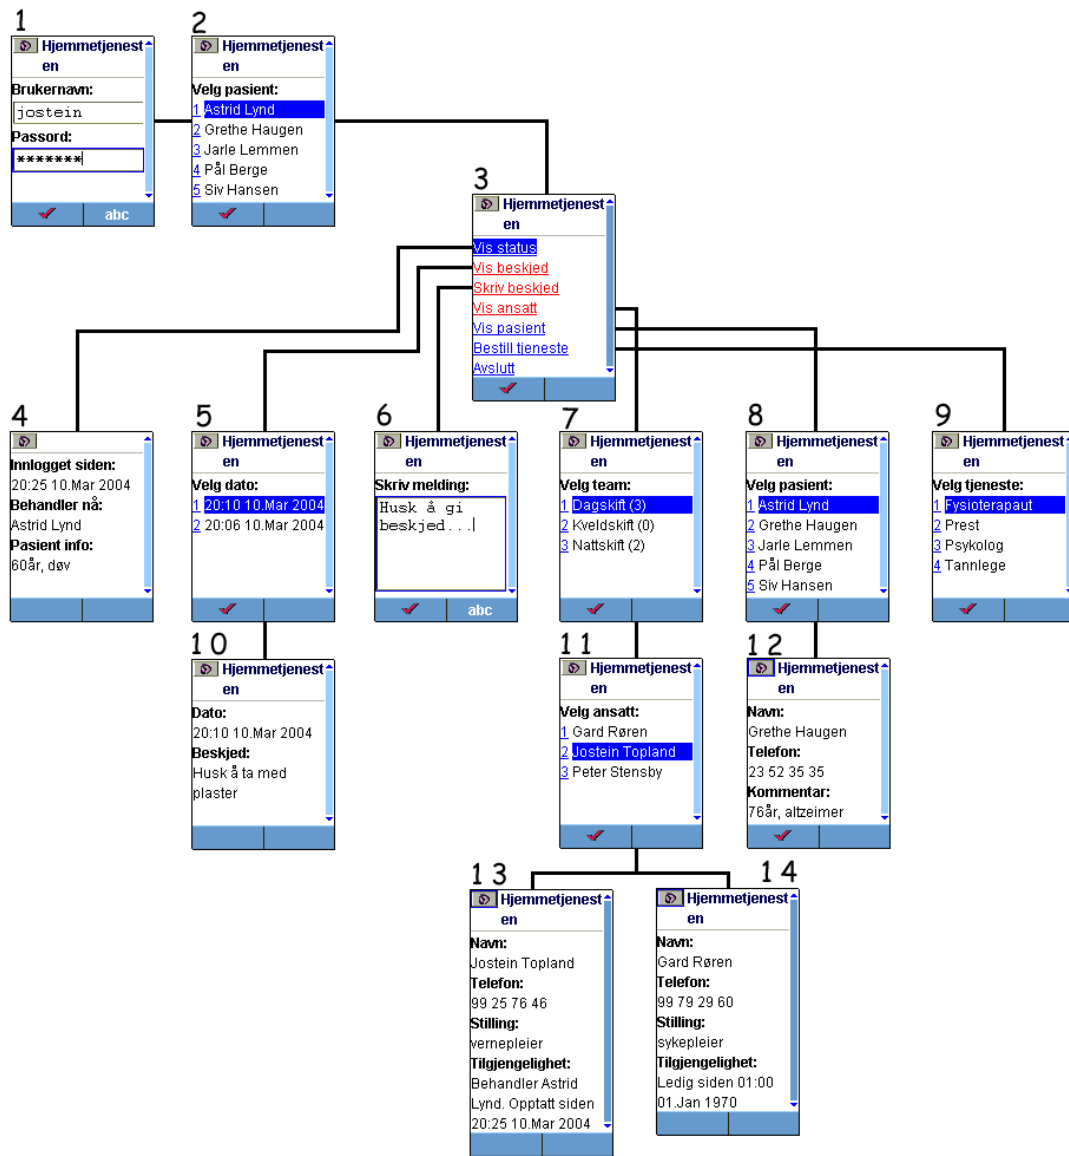 1
Hjemmetjenest
en
Brukernavn:
jostein
Passord:
*******
abc
2
Hjemmetjenest
en
Velg pasient:
1 Astrid Lynd
2 Grethe Haugen
3 Jarle Lemmen
4 Pål Berge
5 Siv Hansen
3
Hjemmetjenest
en
Vis status
Vis beskjed
Skriv beskjed
Vis ansatt
Vis pasient
Bestill tjeneste
Avslutt
4
Innlogget siden:
20:25 10.Mar 2004
Behandler nå:
Astrid Lynd
Pasient info:
60år, døv
5
Hjemmetjenest
en
Velg dato:
1 20:10 10.Mar 2004
2 20:06 10.Mar 2004
6
Hjemmetjenest
en
Skriv melding:
Husk å gi
beskjed...
abc
7
Hjemmetjenest
en
Velg team:
1 Dagskift (3)
2 Kveldskift (0)
3 Nattskift (2)
8
Hjemmetjenest
en
Velg pasient:
1 Astrid Lynd
2 Grethe Haugen
3 Jarle Lemmen
4 Pål Berge
5 Siv Hansen
9
Hjemmetjenest
en
Velg tjeneste:
1 Fysioterapaut
2 Prest
3 Psykolog
4 Tannlege
10
Hjemmetjenest
en
Dato:
20:10 10.Mar 2004
Beskjed:
Husk å ta med
plaster
11
Hjemmetjenest
en
Velg ansatt:
1 Gard Røren
2 Jostein Topland
3 Peter Stensby
12
Hjemmetjenest
en
Navn:
Grethe Haugen
Telefon:
23 52 35 35
Kommentar:
76år, altzeimer
13
Hjemmetjenest
en
Navn:
Jostein Topland
Telefon:
99 25 76 46
Stilling:
vernepleier
Tilgjengelighet:
Behandler Astrid
Lynd. Opptatt siden
20:25 10.Mar 2004
14
Hjemmetjenest
en
Navn:
Gard Røren
Telefon:
99 79 29 60
Stilling:
sykepleier
Tilgjengelighet:
Ledig siden 01:00
01.Jan 1970